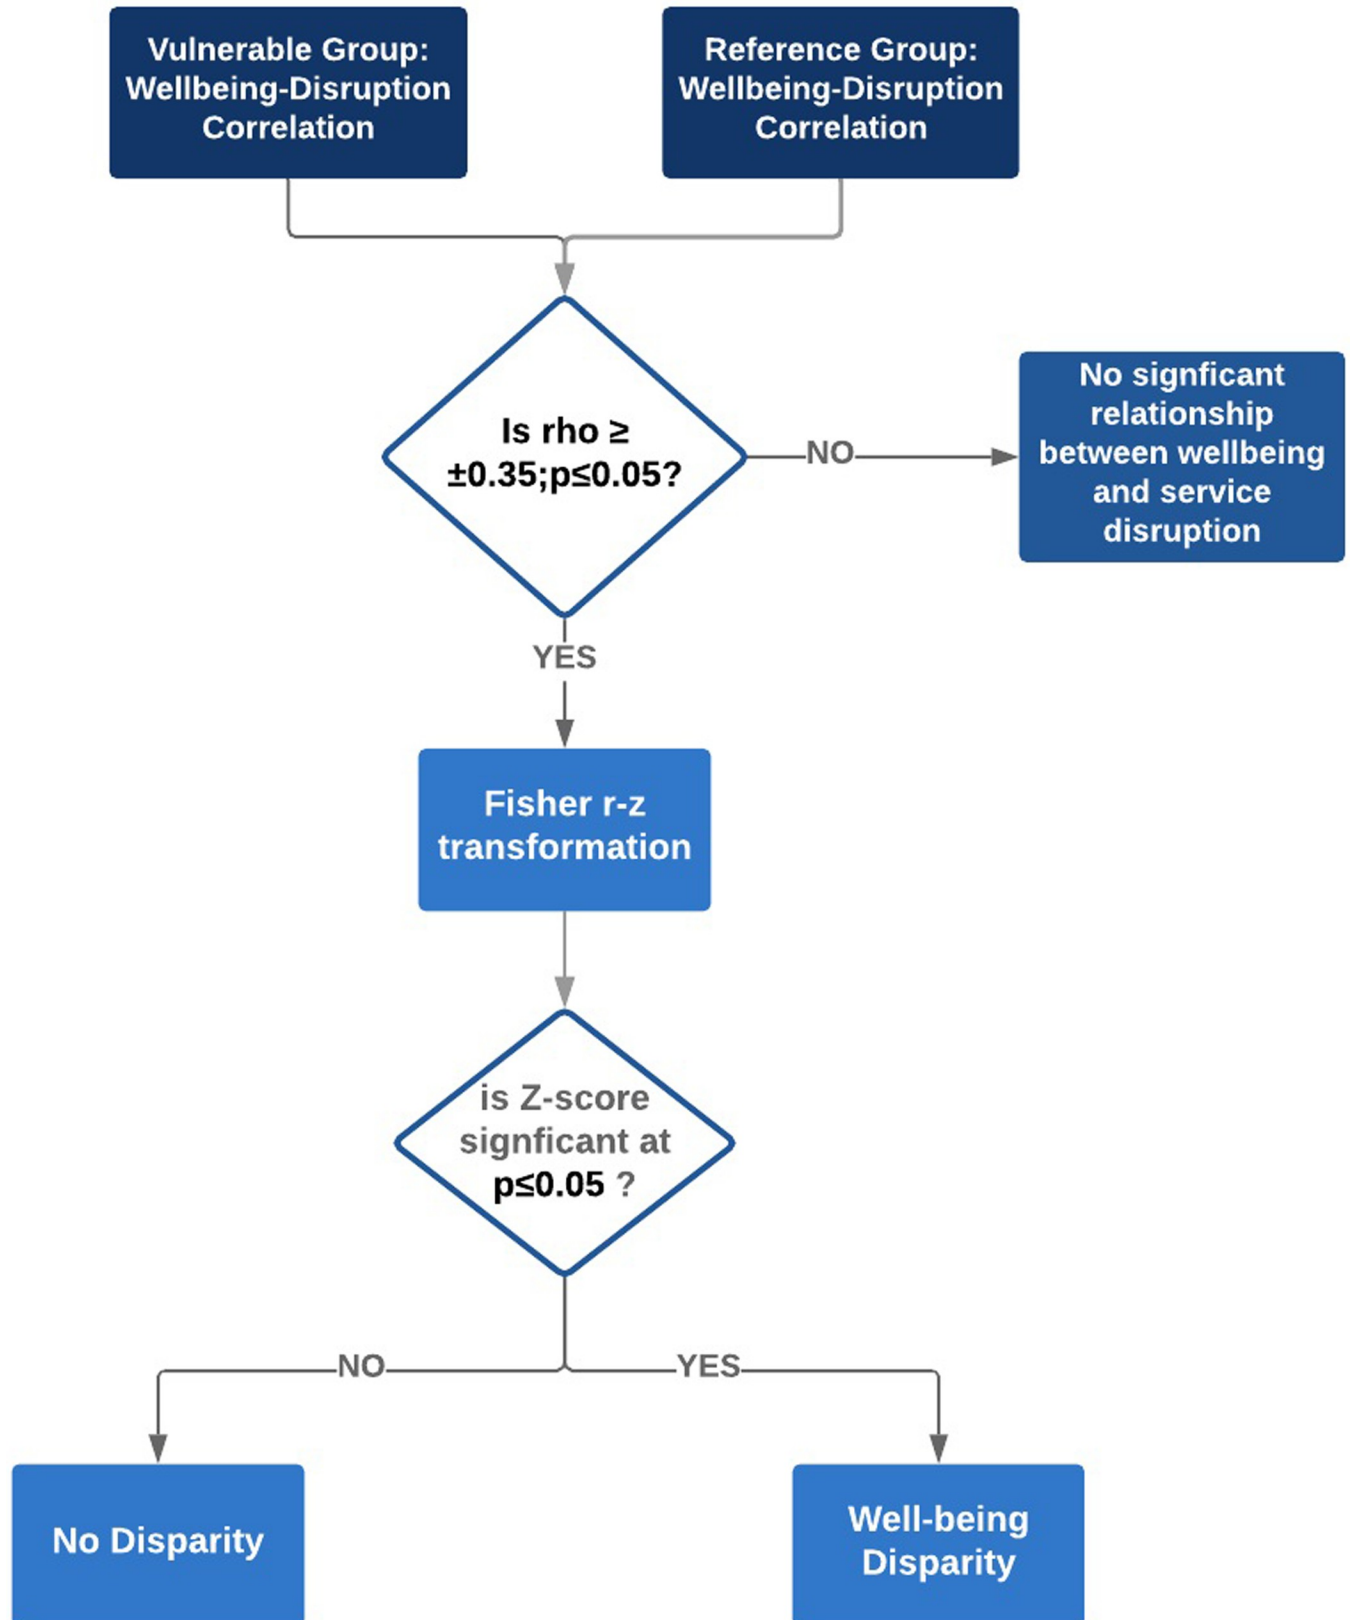 Vulnerable Group:
Wellbeing-Disruption
Correlation
Reference Group:
Wellbeing-Disruption
Correlation
Is rho ≥
±0.35;p≤0.05?
NO
No signficant
relationship
between wellbeing
and service
disruption
YES
Fisher r-z
transformation
is Z-score
signficant at
p≤0.05 ?
NO
YES
No Disparity
Well-being
Disparity